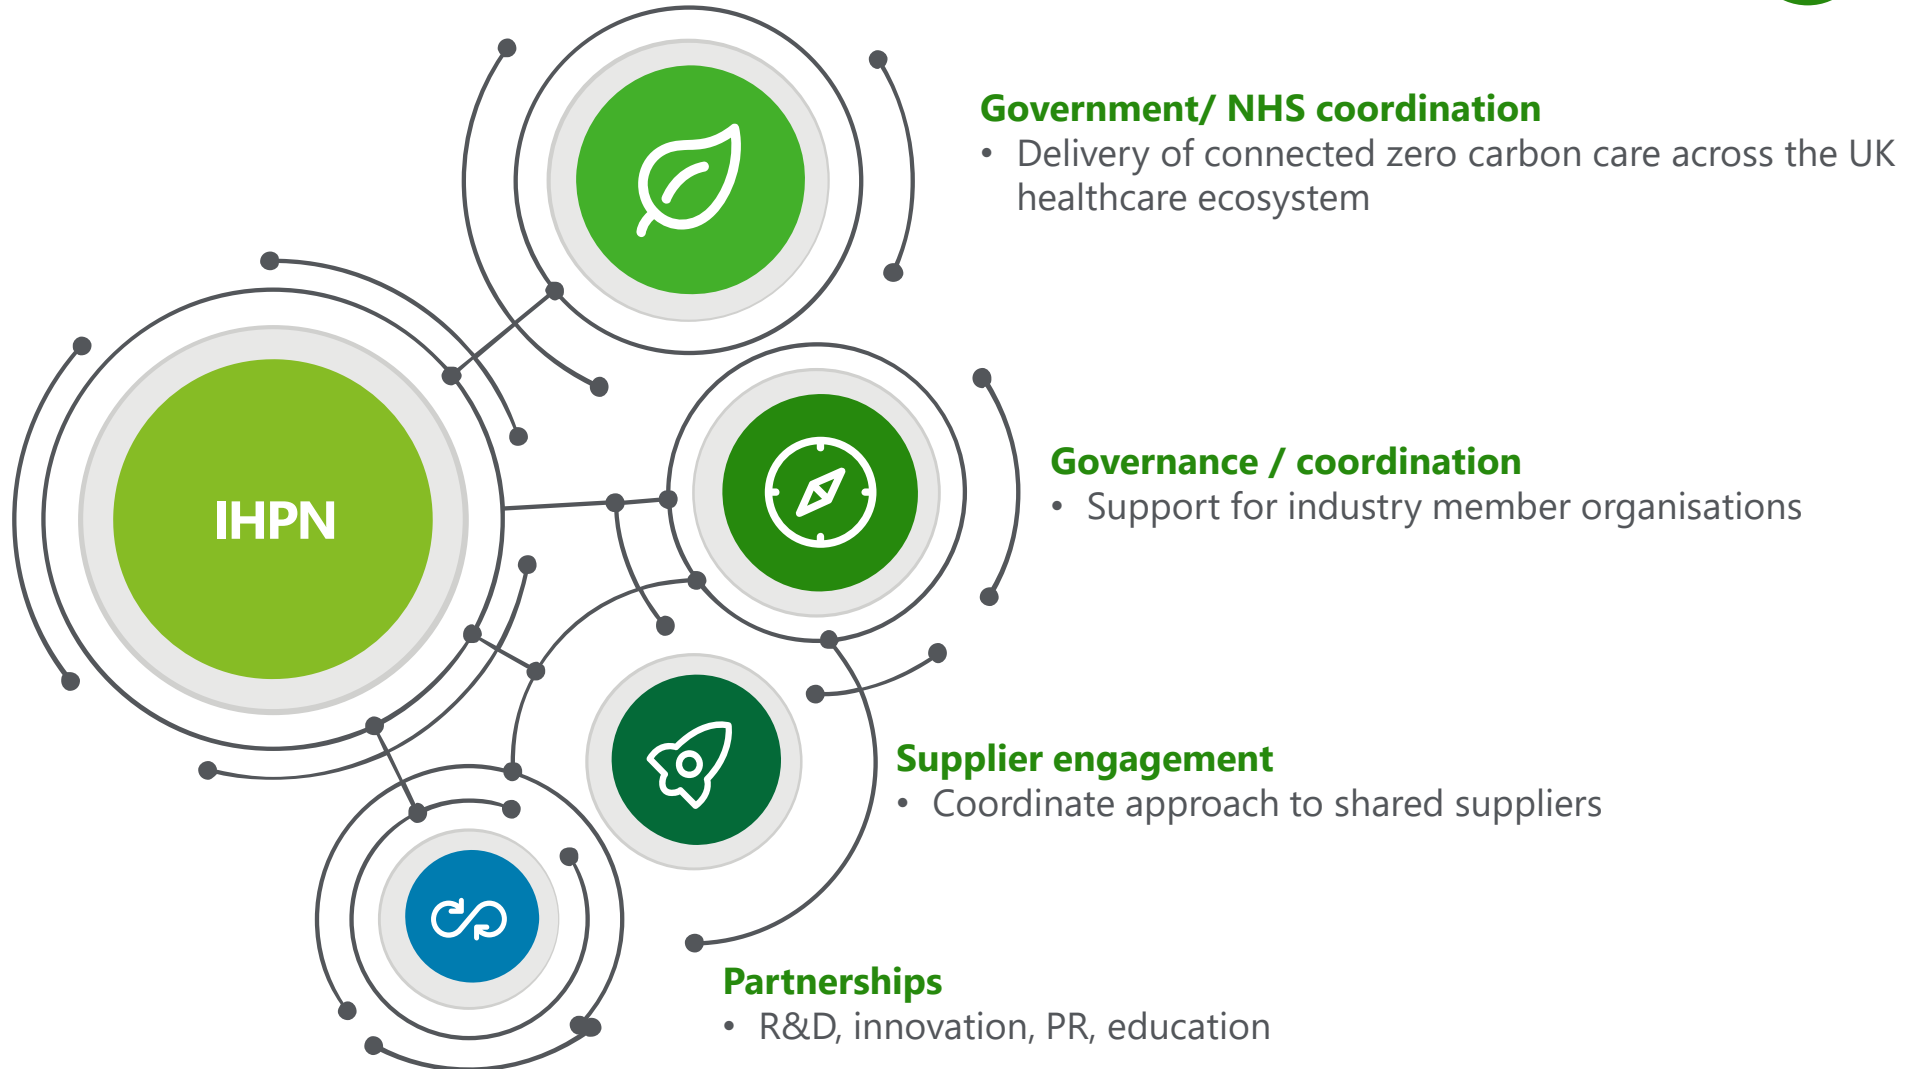 Government/ NHS coordination
• Delivery of connected zero carbon care across the UK
healthcare ecosystem
IHPN
Governance / coordination
• Support for industry member organisations
Supplier engagement
• Coordinate approach to shared suppliers
Partnerships
• R&D, innovation, PR, education